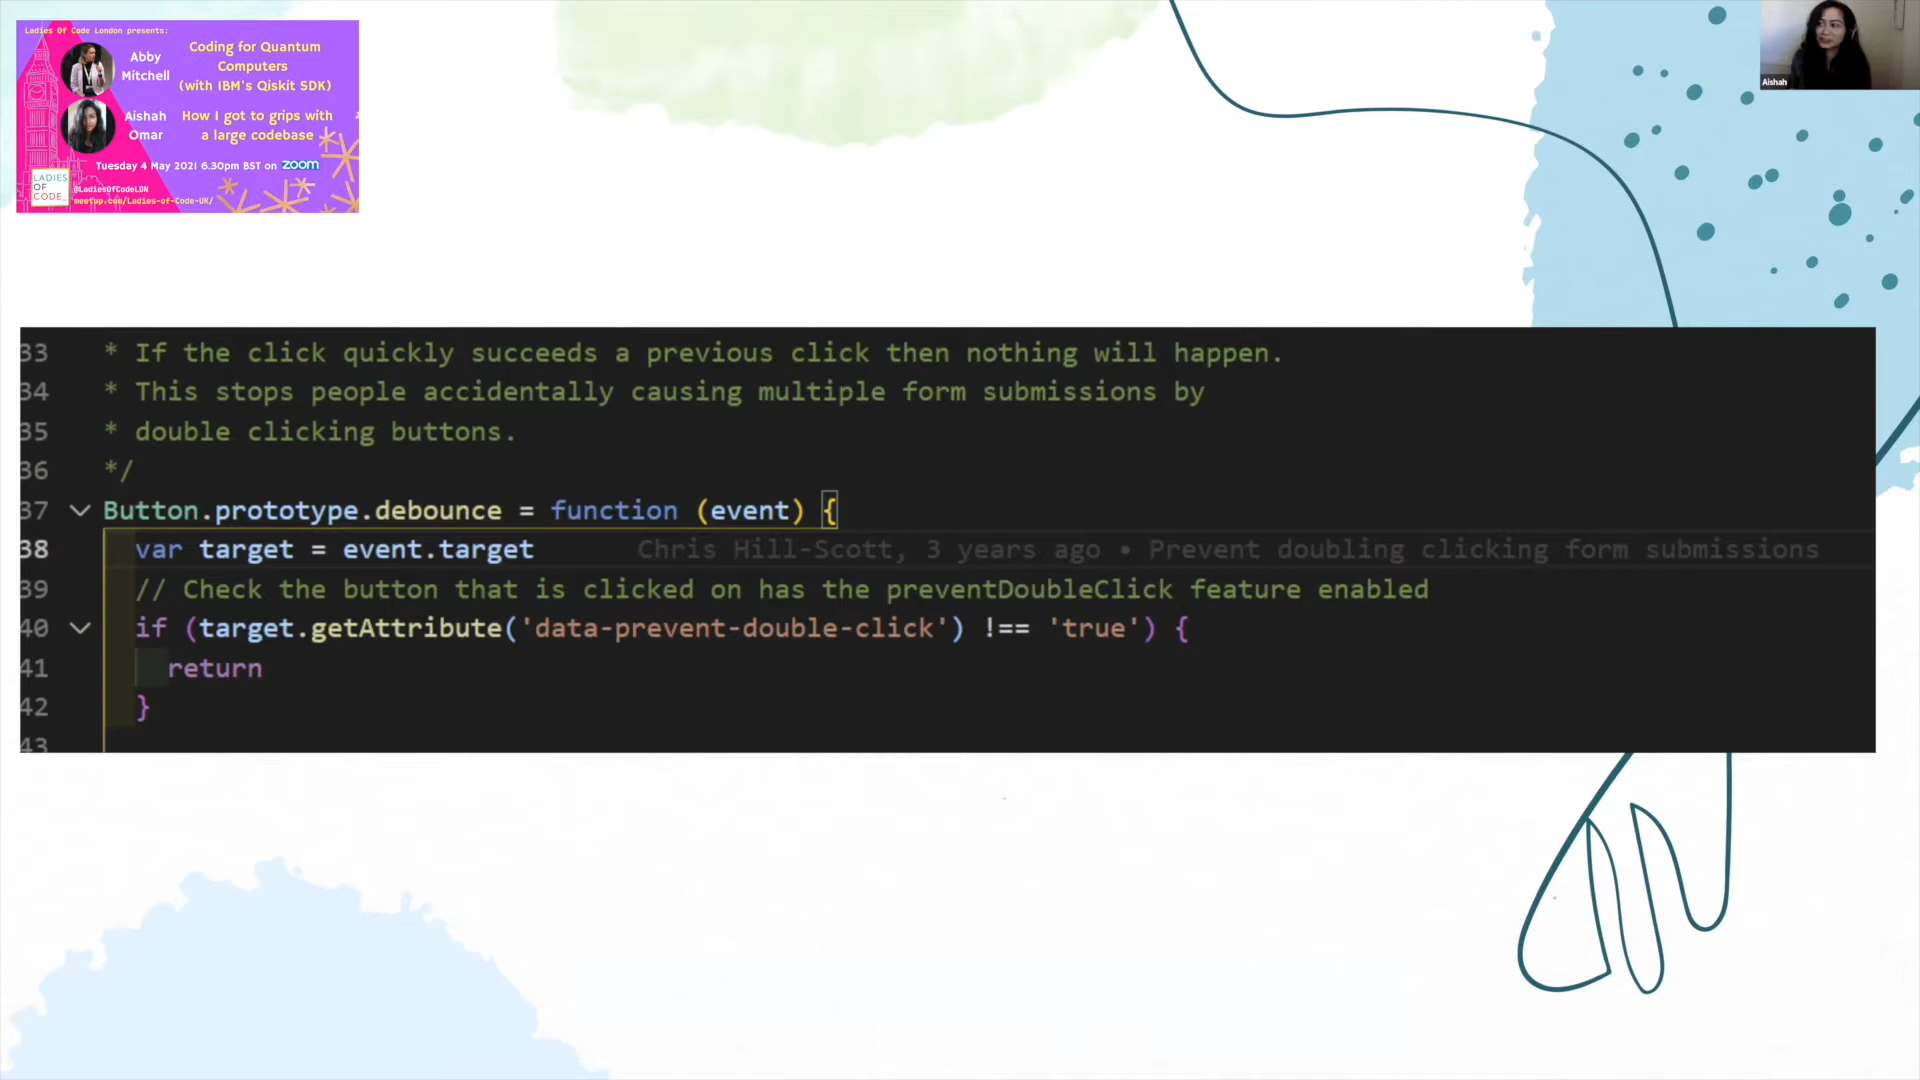 Ladies Of Code London presents:
Abby
Mitchell
Coding for Quantum
Computers
(with IBM's Qiskit SDK)
Aishah
Omar
How I got to grips with
a large codebase
Tuesday 4 May 2021 6.30pm BST on zoom
LADIES
OF
CODE_
@LadiesOfCodeLDN
meetup.com/Ladies-of-Code-UK/
Aishah
33 * If the click quickly succeeds a previous click then nothing will happen.
34 * This stops people accidentally causing multiple form submissions by
35 * double clicking buttons.
36 */
37 Button.prototype.debounce = function (event) {
38 var target = event.target Chris Hill-Scott, 3 years ago • Prevent doubling clicking form submissions
39 // Check the button that is clicked on has the preventDoubleClick feature enabled
40 if (target.getAttribute('data-prevent-double-click') !== 'true') {
41 return
42 }
43